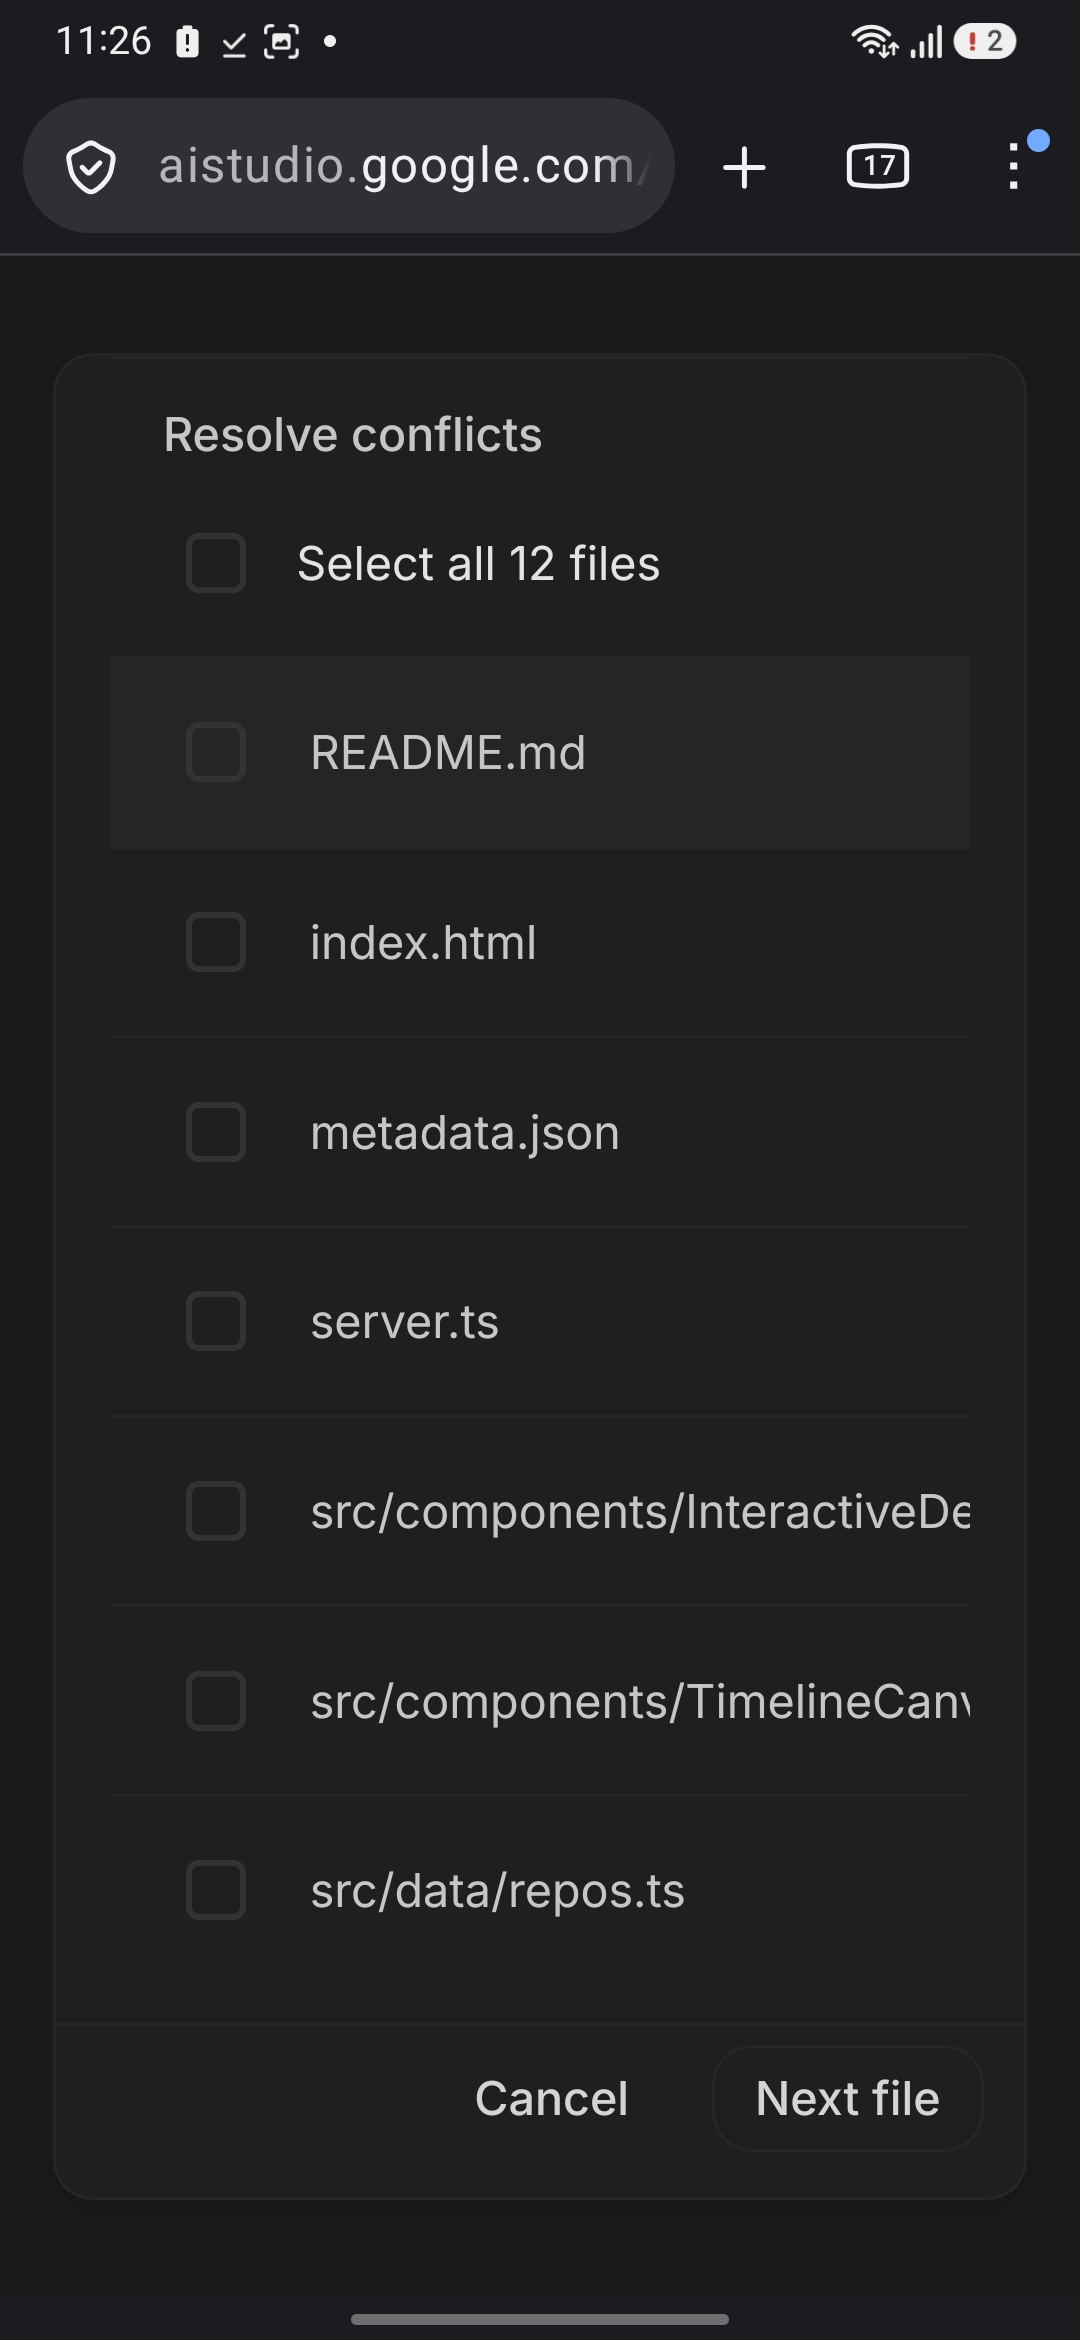 11:26
2
aistudio.google.com/
17
Resolve conflicts
Select all 12 files
README.md
index.html
metadata.json
server.ts
src/components/InteractiveDe
src/components/TimelineCanv
src/data/repos.ts
Cancel
Next file